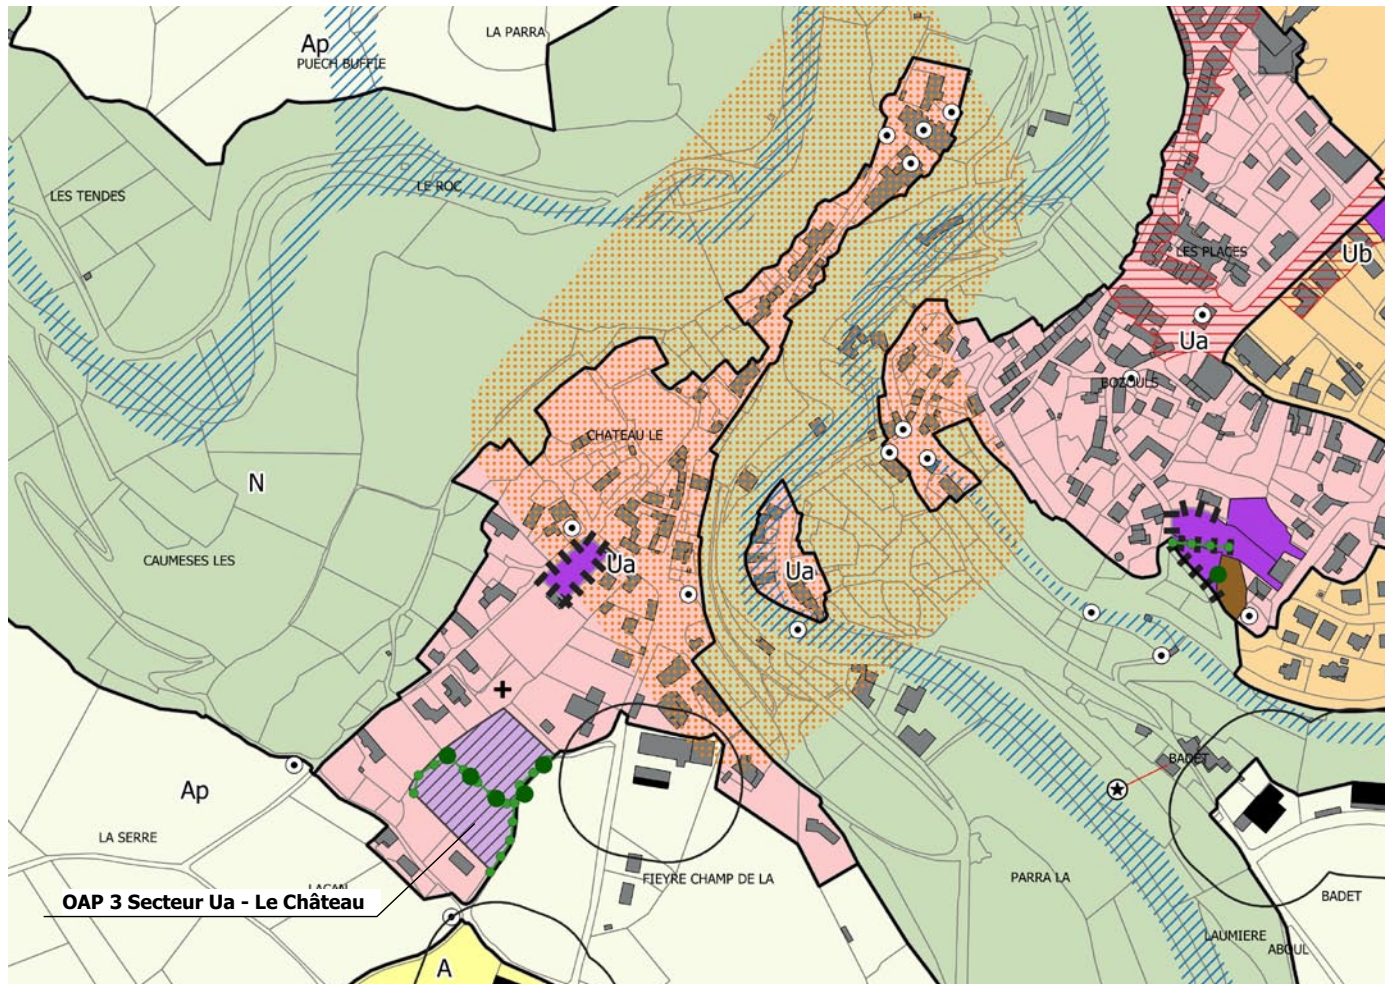 LA PARRA
Ap
PUECH BUFFIE
LES TENDES
LE ROC
LES PLACES
Ub
Ua
BOZOULS
CHATEAU LE
N
CAUMESES LES
Ua
Ua
Ap
BADET
LA SERRE
FIEYRE CHAMP DE LA
PARRA LA
LACAN
BADET
OAP 3 Secteur Ua - Le Château
LAUMIERE
ABOUL
A